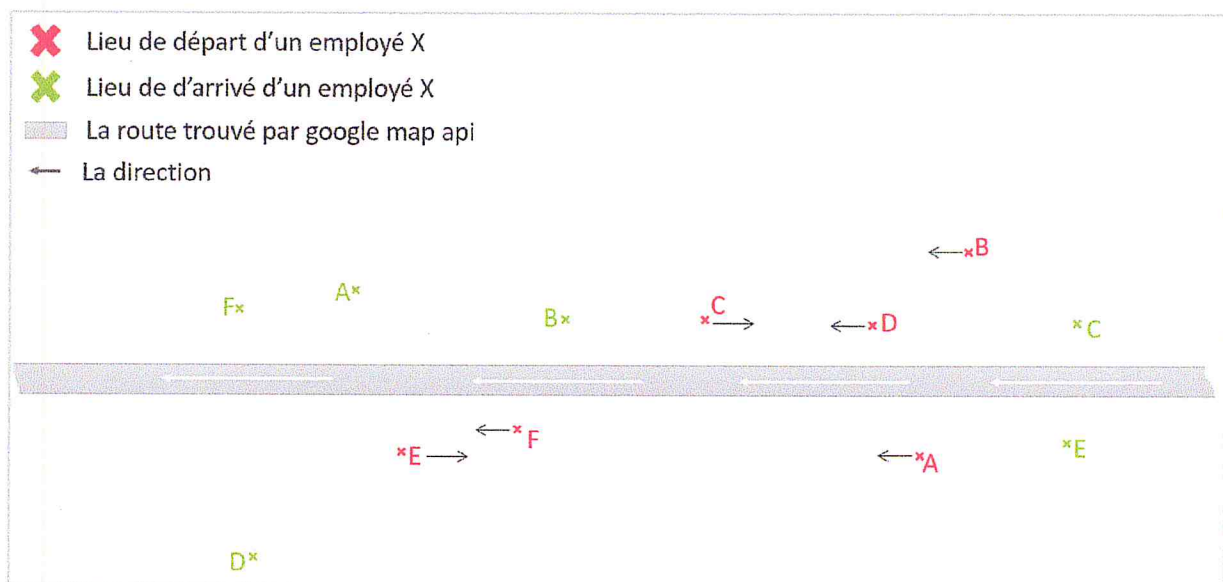 Lieu de départ d'un employé X
Lieu de d'arrivé d'un employé X
La route trouvé par google map api
La direction
B
A
F
B
C
D
C
F
E
A
E
D